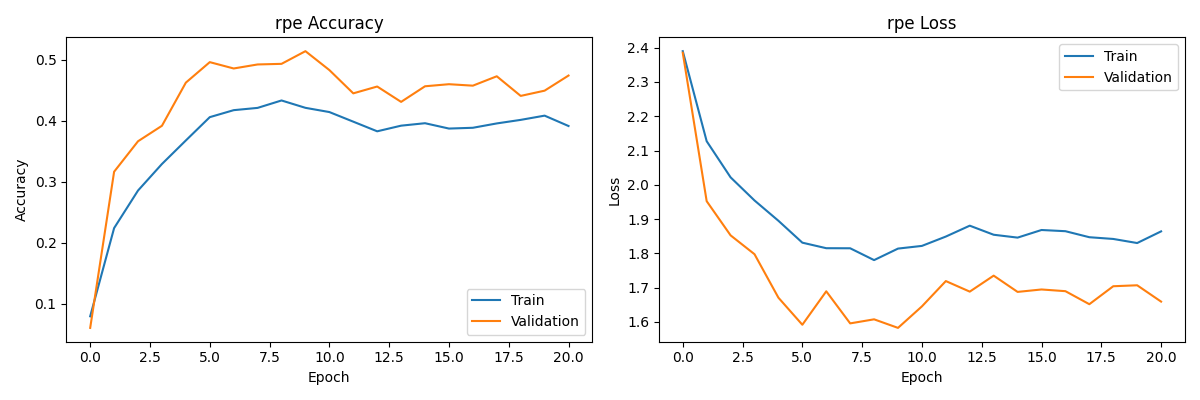 rpe Accuracy
Accuracy
0.5
0.4
0.3
0.2
0.1
Train
Validation
0.0 2.5 5.0 7.5 10.0 12.5 15.0 17.5 20.0
Epoch
rpe Loss
Loss
2.4
2.3
2.2
2.1
2.0
1.9
1.8
1.7
1.6
Train
Validation
0.0 2.5 5.0 7.5 10.0 12.5 15.0 17.5 20.0
Epoch